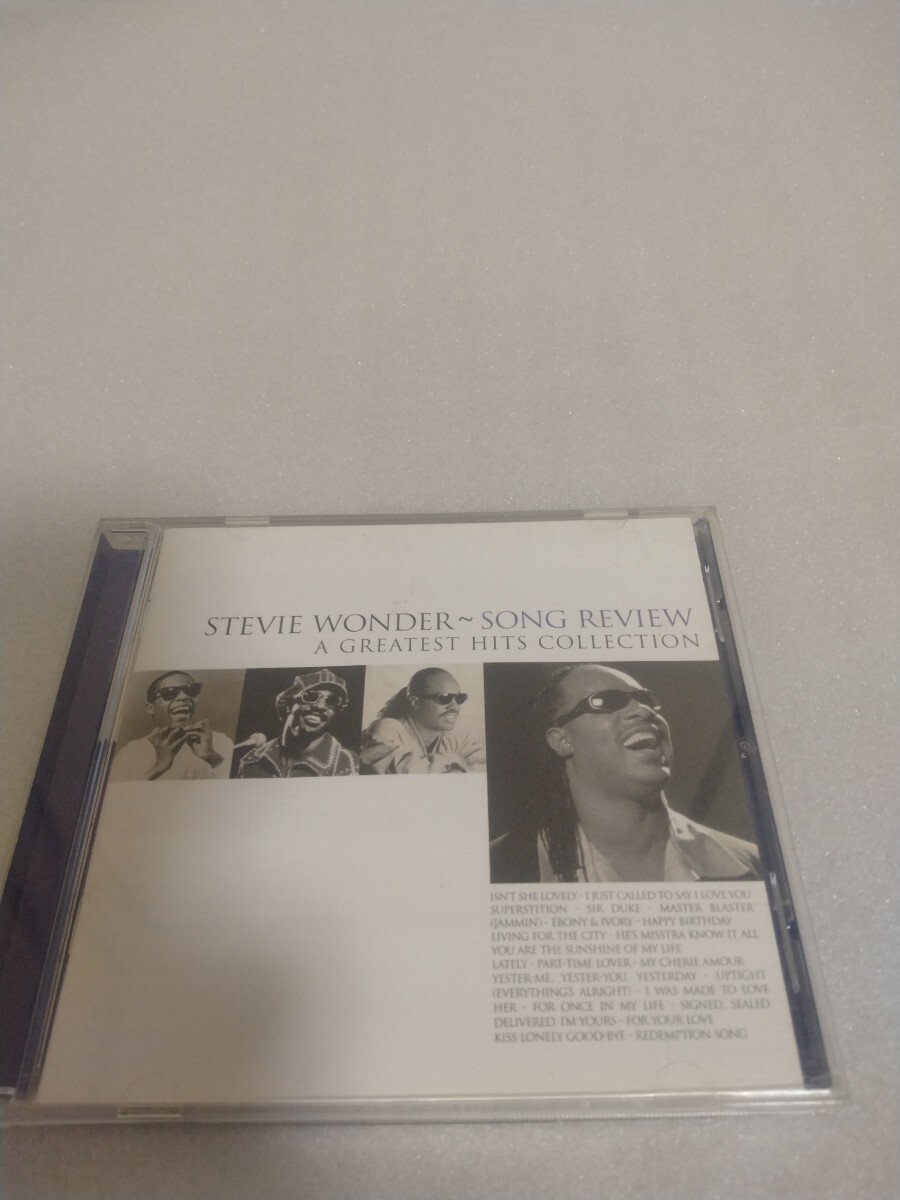 STEVIE WONDER ~ SONG REVIEW
A GREATEST HITS COLLECTION
ISN'T SHE LOVELY · I JUST CALLED TO SAY I LOVE YOU
SUPERSTITION · SIR DUKE · MASTER BLASTER
(JAMMIN') · EBONY & IVORY · HAPPY BIRTHDAY
LIVING FOR THE CITY · HE'S MISSTRA KNOW IT ALL
YOU ARE THE SUNSHINE OF MY LIFE
LATELY · PART-TIME LOVER · MY CHERIE AMOUR
YESTER-ME, YESTER-YOU, YESTERDAY · UPTIGHT
(EVERYTHING'S ALRIGHT) · I WAS MADE TO LOVE
HER · FOR ONCE IN MY LIFE · SIGNED, SEALED
DELIVERED, I'M YOURS · FOR YOUR LOVE
KISS LONELY GOOD-BYE · REDEMPTION SONG